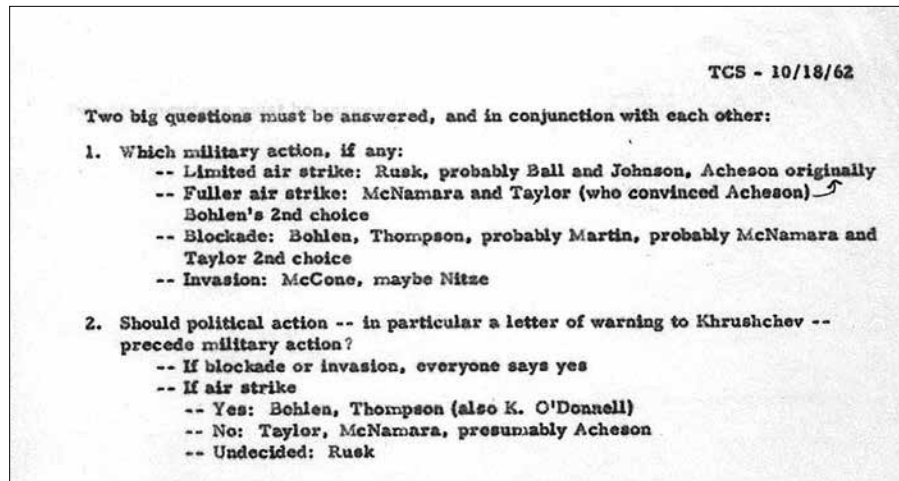 TCS - 10/18/62
Two big questions must be answered, and in conjunction with each other:
1. Which military action, if any:
-- Limited air strike: Rusk, probably Ball and Johnson, Acheson originally
-- Fuller air strike: McNamara and Taylor (who convinced Acheson)
Bohlen's 2nd choice
-- Blockade: Bohlen, Thompson, probably Martin, probably McNamara and
Taylor 2nd choice
-- Invasion: McCone, maybe Nitze
2. Should political action -- in particular a letter of warning to Khrushchev --
precede military action?
-- If blockade or invasion, everyone says yes
-- If air strike
-- Yes: Bohlen, Thompson (also K. O'Donnell)
-- No: Taylor, McNamara, presumably Acheson
-- Undecided: Rusk